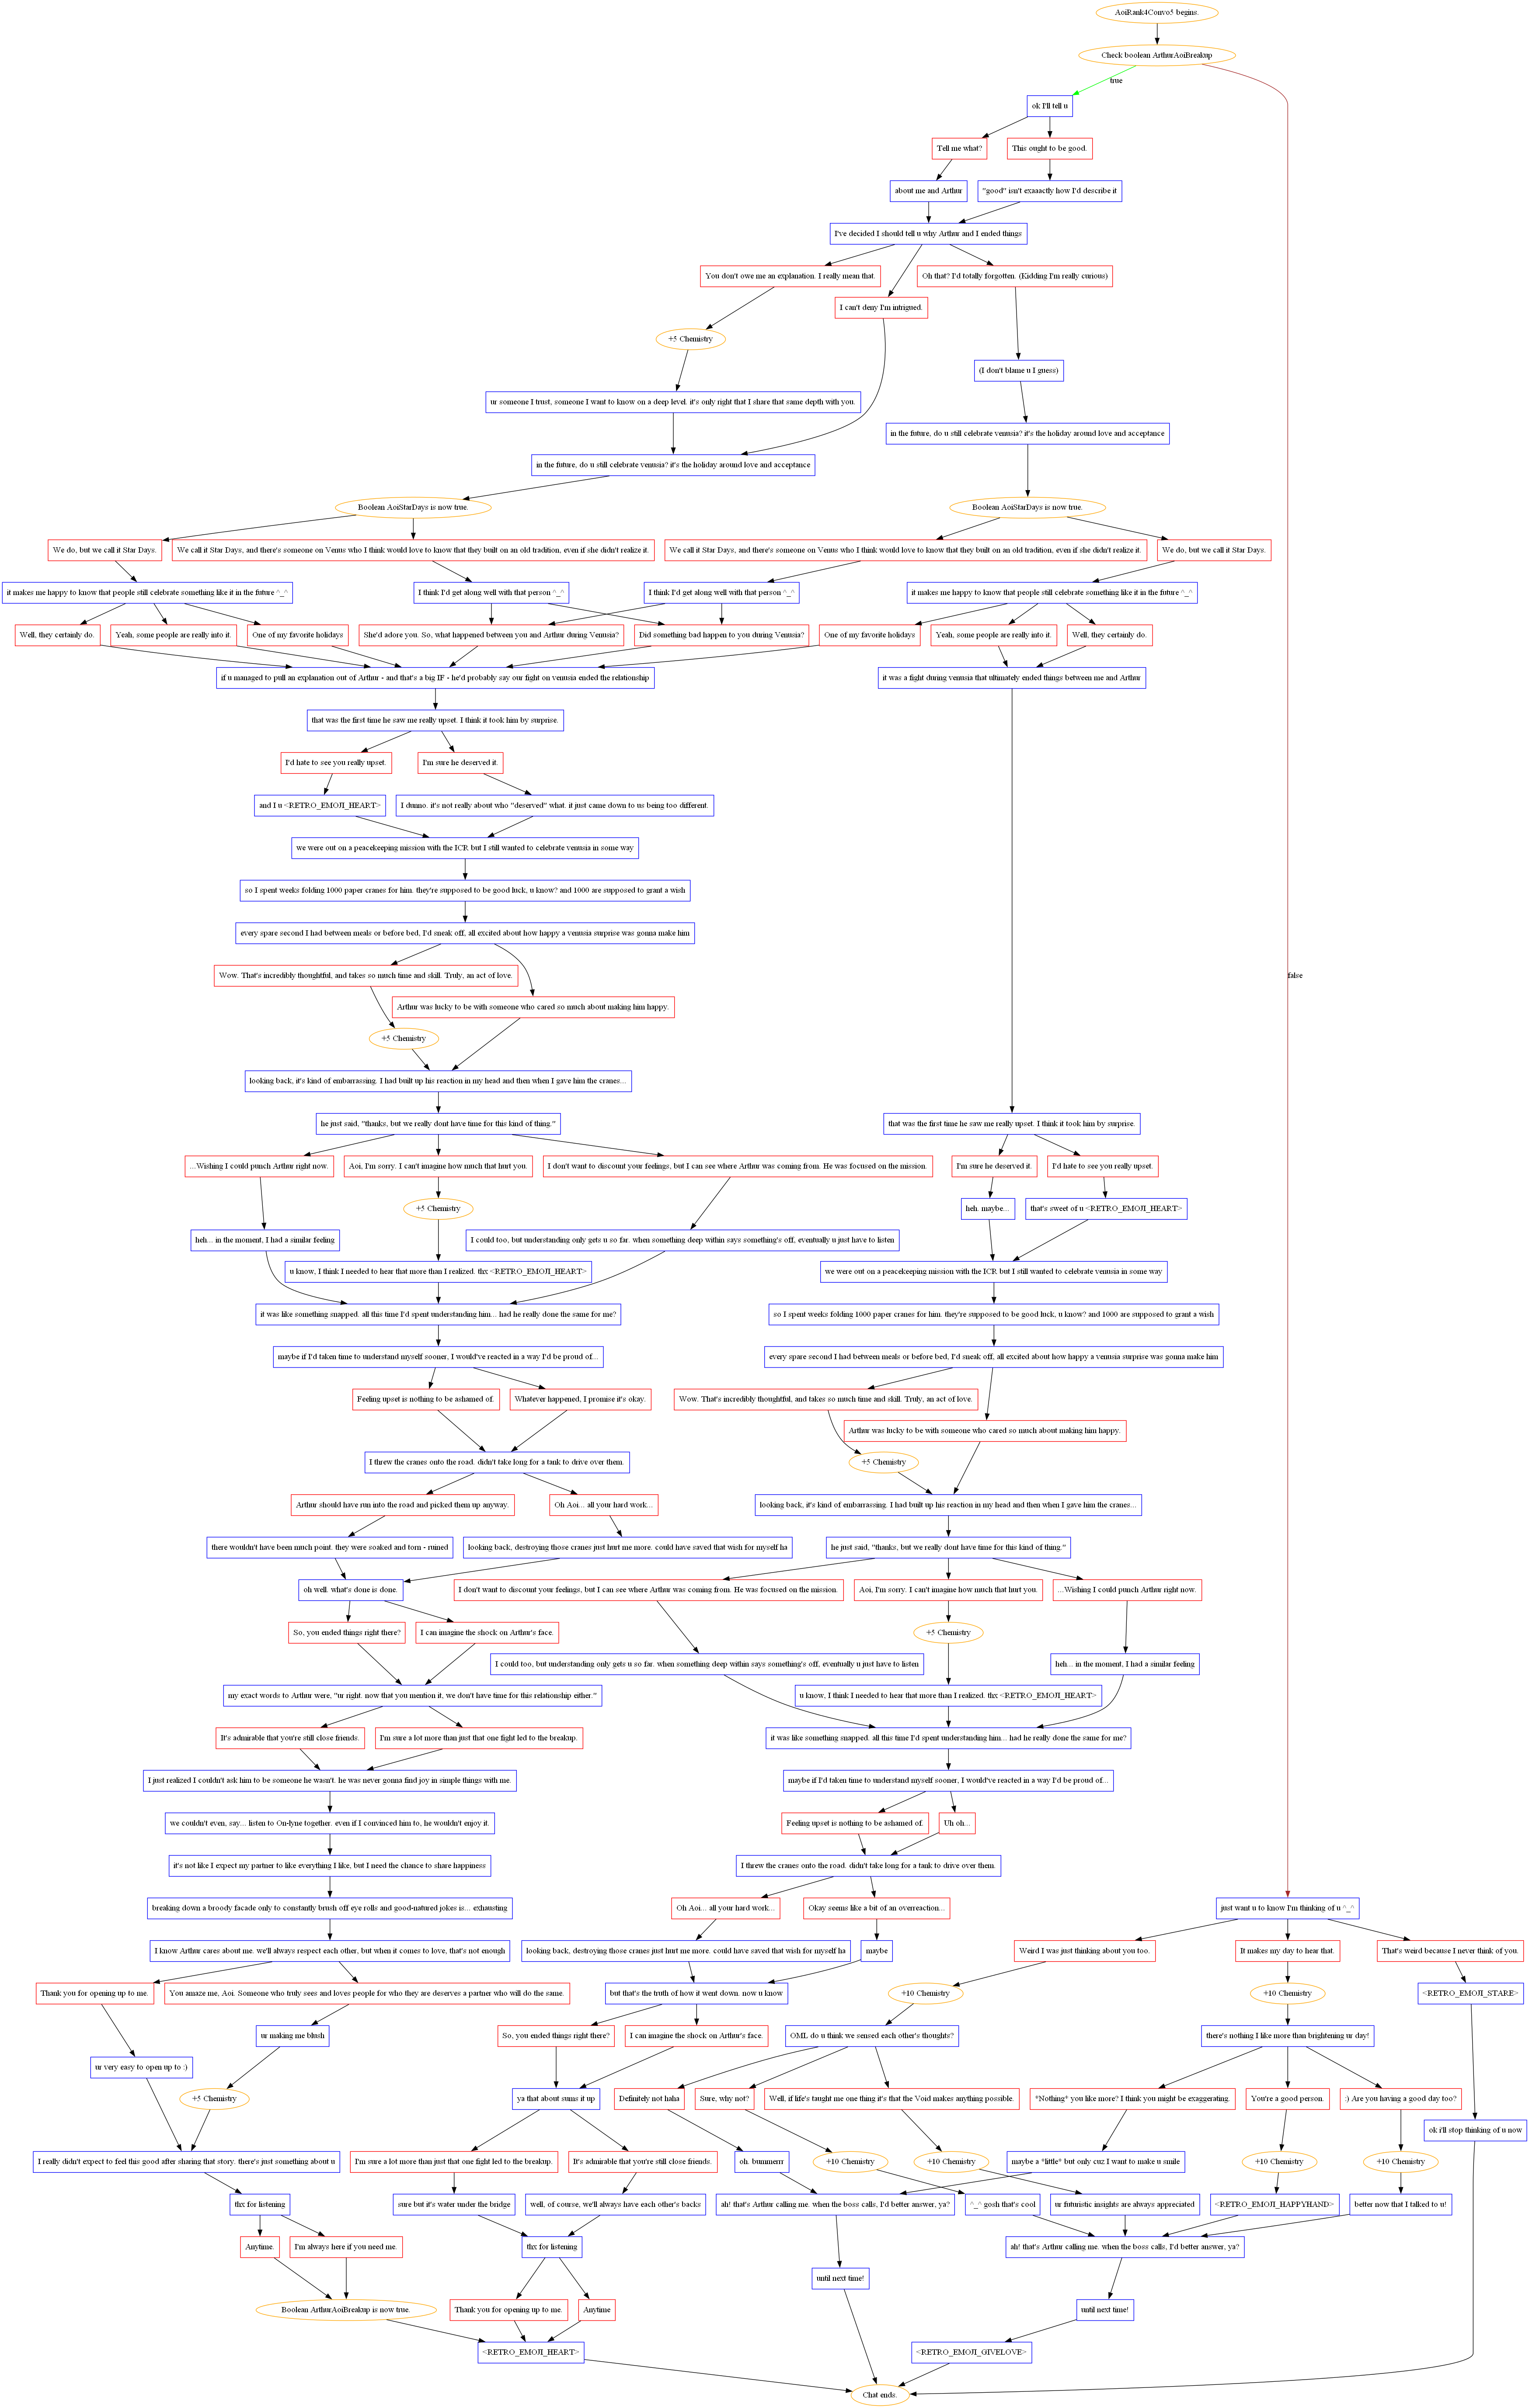 AoiRank4Convo5 begins.
Check boolean ArthurAoiBreakup
true
ok I'll tell u
Tell me what?
This ought to be good.
about me and Arthur
"good" isn't exaaactly how I'd describe it
I've decided I should tell u why Arthur and I ended things
You don't owe me an explanation. I really mean that.
Oh that? I'd totally forgotten. (Kidding I'm really curious)
I can't deny I'm intrigued.
+5 Chemistry
(I don't blame u I guess)
ur someone I trust, someone I want to know on a deep level. it's only right that I share that same depth with you.
in the future, do u still celebrate venusia? it's the holiday around love and acceptance
in the future, do u still celebrate venusia? it's the holiday around love and acceptance
Boolean AoiStarDays is now true.
Boolean AoiStarDays is now true.
We do, but we call it Star Days.
We call it Star Days, and there's someone on Venus who I think would love to know that they built on an old tradition, even if she didn't realize it.
We call it Star Days, and there's someone on Venus who I think would love to know that they built on an old tradition, even if she didn't realize it.
We do, but we call it Star Days.
it makes me happy to know that people still celebrate something like it in the future ^_^
I think I'd get along well with that person ^_^
I think I'd get along well with that person ^_^
it makes me happy to know that people still celebrate something like it in the future ^_^
Well, they certainly do.
Yeah, some people are really into it.
One of my favorite holidays
She'd adore you. So, what happened between you and Arthur during Venusia?
Did something bad happen to you during Venusia?
One of my favorite holidays
Yeah, some people are really into it.
Well, they certainly do.
if u managed to pull an explanation out of Arthur - and that's a big IF - he'd probably say our fight on venusia ended the relationship
it was a fight during venusia that ultimately ended things between me and Arthur
that was the first time he saw me really upset. I think it took him by surprise.
I'd hate to see you really upset.
I'm sure he deserved it.
and I u <RETRO_EMOJI_HEART>
I dunno. it's not really about who "deserved" what. it just came down to us being too different.
we were out on a peacekeeping mission with the ICR but I still wanted to celebrate venusia in some way
so I spent weeks folding 1000 paper cranes for him. they're supposed to be good luck, u know? and 1000 are supposed to grant a wish
every spare second I had between meals or before bed, I'd sneak off, all excited about how happy a venusia surprise was gonna make him
Wow. That's incredibly thoughtful, and takes so much time and skill. Truly, an act of love.
false
Arthur was lucky to be with someone who cared so much about making him happy.
+5 Chemistry
looking back, it's kind of embarrassing. I had built up his reaction in my head and then when I gave him the cranes...
he just said, "thanks, but we really dont have time for this kind of thing."
that was the first time he saw me really upset. I think it took him by surprise.
...Wishing I could punch Arthur right now.
Aoi, I'm sorry. I can't imagine how much that hurt you.
I don't want to discount your feelings, but I can see where Arthur was coming from. He was focused on the mission.
I'm sure he deserved it.
I'd hate to see you really upset.
+5 Chemistry
heh. maybe...
that's sweet of u <RETRO_EMOJI_HEART>
heh... in the moment, I had a similar feeling
I could too, but understanding only gets u so far. when something deep within says something's off, eventually u just have to listen
u know, I think I needed to hear that more than I realized. thx <RETRO_EMOJI_HEART>
we were out on a peacekeeping mission with the ICR but I still wanted to celebrate venusia in some way
it was like something snapped. all this time I'd spent understanding him... had he really done the same for me?
so I spent weeks folding 1000 paper cranes for him. they're supposed to be good luck, u know? and 1000 are supposed to grant a wish
maybe if I'd taken time to understand myself sooner, I would've reacted in a way I'd be proud of...
every spare second I had between meals or before bed, I'd sneak off, all excited about how happy a venusia surprise was gonna make him
Feeling upset is nothing to be ashamed of.
Whatever happened, I promise it's okay.
Wow. That's incredibly thoughtful, and takes so much time and skill. Truly, an act of love.
Arthur was lucky to be with someone who cared so much about making him happy.
I threw the cranes onto the road. didn't take long for a tank to drive over them.
+5 Chemistry
Arthur should have run into the road and picked them up anyway.
Oh Aoi... all your hard work...
looking back, it's kind of embarrassing. I had built up his reaction in my head and then when I gave him the cranes...
there wouldn't have been much point. they were soaked and torn - ruined
looking back, destroying those cranes just hurt me more. could have saved that wish for myself ha
he just said, "thanks, but we really dont have time for this kind of thing."
oh well. what's done is done.
I don't want to discount your feelings, but I can see where Arthur was coming from. He was focused on the mission.
Aoi, I'm sorry. I can't imagine how much that hurt you.
...Wishing I could punch Arthur right now.
So, you ended things right there?
I can imagine the shock on Arthur's face.
+5 Chemistry
I could too, but understanding only gets u so far. when something deep within says something's off, eventually u just have to listen
heh... in the moment, I had a similar feeling
my exact words to Arthur were, "ur right. now that you mention it, we don't have time for this relationship either."
u know, I think I needed to hear that more than I realized. thx <RETRO_EMOJI_HEART>
It's admirable that you're still close friends.
I'm sure a lot more than just that one fight led to the breakup.
it was like something snapped. all this time I'd spent understanding him... had he really done the same for me?
I just realized I couldn't ask him to be someone he wasn't. he was never gonna find joy in simple things with me.
maybe if I'd taken time to understand myself sooner, I would've reacted in a way I'd be proud of...
we couldn't even, say... listen to On-lyne together. even if I convinced him to, he wouldn't enjoy it.
Feeling upset is nothing to be ashamed of.
Uh oh...
it's not like I expect my partner to like everything I like, but I need the chance to share happiness
I threw the cranes onto the road. didn't take long for a tank to drive over them.
breaking down a broody facade only to constantly brush off eye rolls and good-natured jokes is... exhausting
Oh Aoi... all your hard work...
Okay seems like a bit of an overreaction...
just want u to know I'm thinking of u ^_^
I know Arthur cares about me. we'll always respect each other, but when it comes to love, that's not enough
looking back, destroying those cranes just hurt me more. could have saved that wish for myself ha
maybe
Weird I was just thinking about you too.
It makes my day to hear that.
That's weird because I never think of you.
Thank you for opening up to me.
You amaze me, Aoi. Someone who truly sees and loves people for who they are deserves a partner who will do the same.
but that's the truth of how it went down. now u know
+10 Chemistry
+10 Chemistry
<RETRO_EMOJI_STARE>
ur making me blush
So, you ended things right there?
I can imagine the shock on Arthur's face.
OML do u think we sensed each other's thoughts?
there's nothing I like more than brightening ur day!
ur very easy to open up to :)
+5 Chemistry
ya that about sums it up
Definitely not haha
Sure, why not?
Well, if life's taught me one thing it's that the Void makes anything possible.
*Nothing* you like more? I think you might be exaggerating.
You're a good person.
:) Are you having a good day too?
ok i'll stop thinking of u now
I really didn't expect to feel this good after sharing that story. there's just something about u
I'm sure a lot more than just that one fight led to the breakup.
It's admirable that you're still close friends.
oh. bummerrr
+10 Chemistry
+10 Chemistry
maybe a *little* but only cuz I want to make u smile
+10 Chemistry
+10 Chemistry
thx for listening
sure but it's water under the bridge
well, of course, we'll always have each other's backs
ah! that's Arthur calling me. when the boss calls, I'd better answer, ya?
^_^ gosh that's cool
ur futuristic insights are always appreciated
<RETRO_EMOJI_HAPPYHAND>
better now that I talked to u!
Anytime.
I'm always here if you need me.
thx for listening
ah! that's Arthur calling me. when the boss calls, I'd better answer, ya?
until next time!
Boolean ArthurAoiBreakup is now true.
Thank you for opening up to me.
Anytime
until next time!
<RETRO_EMOJI_HEART>
<RETRO_EMOJI_GIVELOVE>
Chat ends.